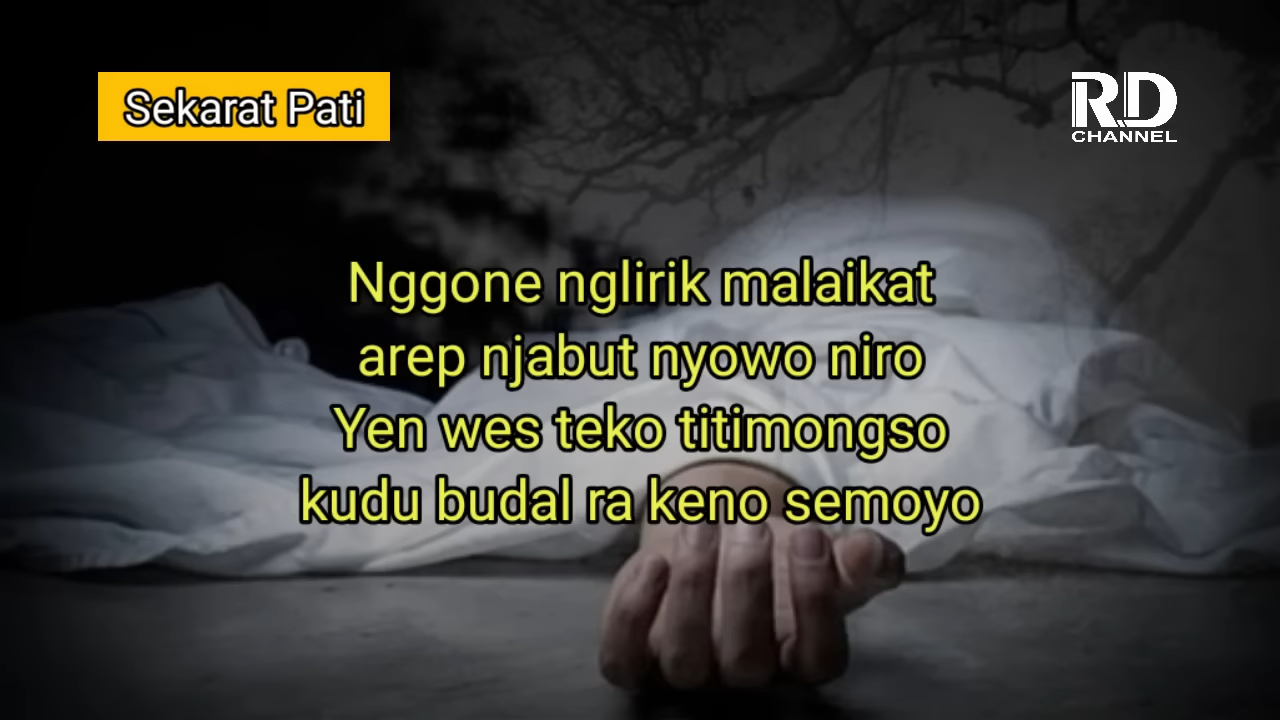 Sekarat Pati
RD
CHANNEL
Nggone nglirik malaikat
arep njabut nyowo niro
Yen wes teko titimongso
kudu budal ra keno semoyo